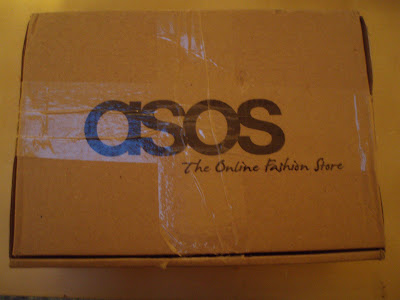 asos
The Online Fashion Store